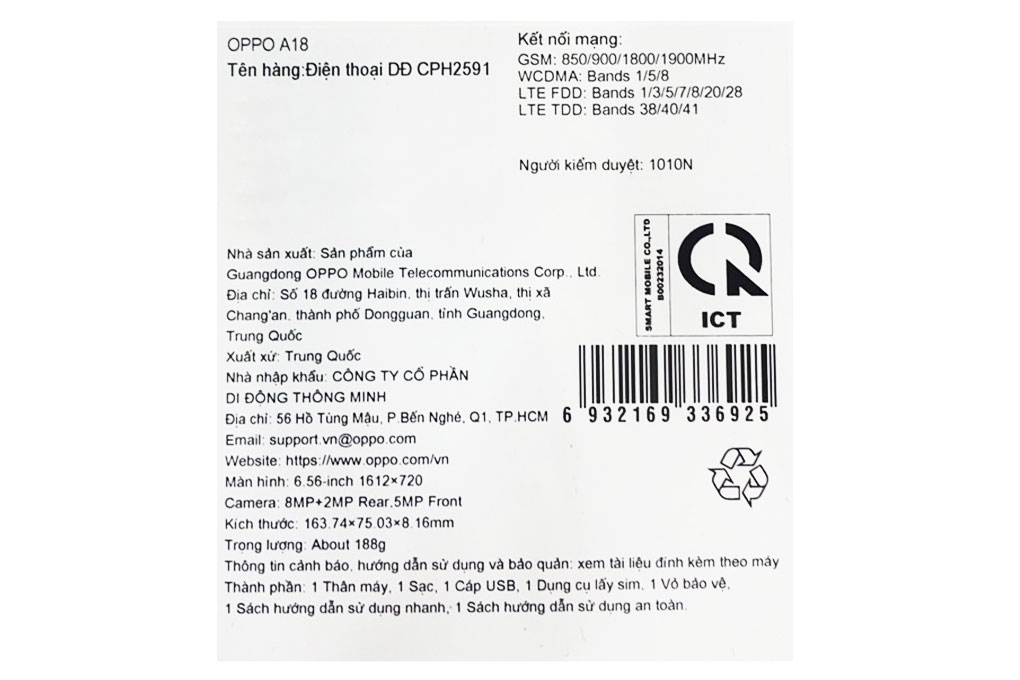 OPPO A18
Tên hàng:Điện thoại DĐ CPH2591
Kết nối mạng:
GSM: 850/900/1800/1900MHz
WCDMA: Bands 1/5/8
LTE FDD: Bands 1/3/5/7/8/20/28
LTE TDD: Bands 38/40/41
Người kiểm duyệt: 1010N
SMART MOBILE CO.,LTD
B00232014
ICT
Nhà sản xuất: Sản phẩm của
Guangdong OPPO Mobile Telecommunications Corp., Ltd.
Địa chỉ: Số 18 đường Haibin, thị trấn Wusha, thị xã
Chang'an, thành phố Dongguan, tỉnh Guangdong,
Trung Quốc
Xuất xứ: Trung Quốc
Nhà nhập khẩu: CÔNG TY CỔ PHẦN
DI ĐỘNG THÔNG MINH
Địa chỉ: 56 Hồ Tùng Mậu, P.Bến Nghé, Q1, TP.HCM
6 932169 336925
Email: support.vn@oppo.com
Website: https://www.oppo.com/vn
Màn hình: 6.56-inch 1612×720
Camera: 8MP+2MP Rear,5MP Front
Kích thước: 163.74×75.03×8.16mm
Trọng lượng: About 188g
Thông tin cảnh báo, hướng dẫn sử dụng và bảo quản: xem tài liệu đính kèm theo máy
Thành phần: 1 Thân máy, 1 Sạc, 1 Cáp USB, 1 Dụng cụ lấy sim, 1 Vỏ bảo vệ,
1 Sách hướng dẫn sử dụng nhanh, 1 Sách hướng dẫn sử dụng an toàn.